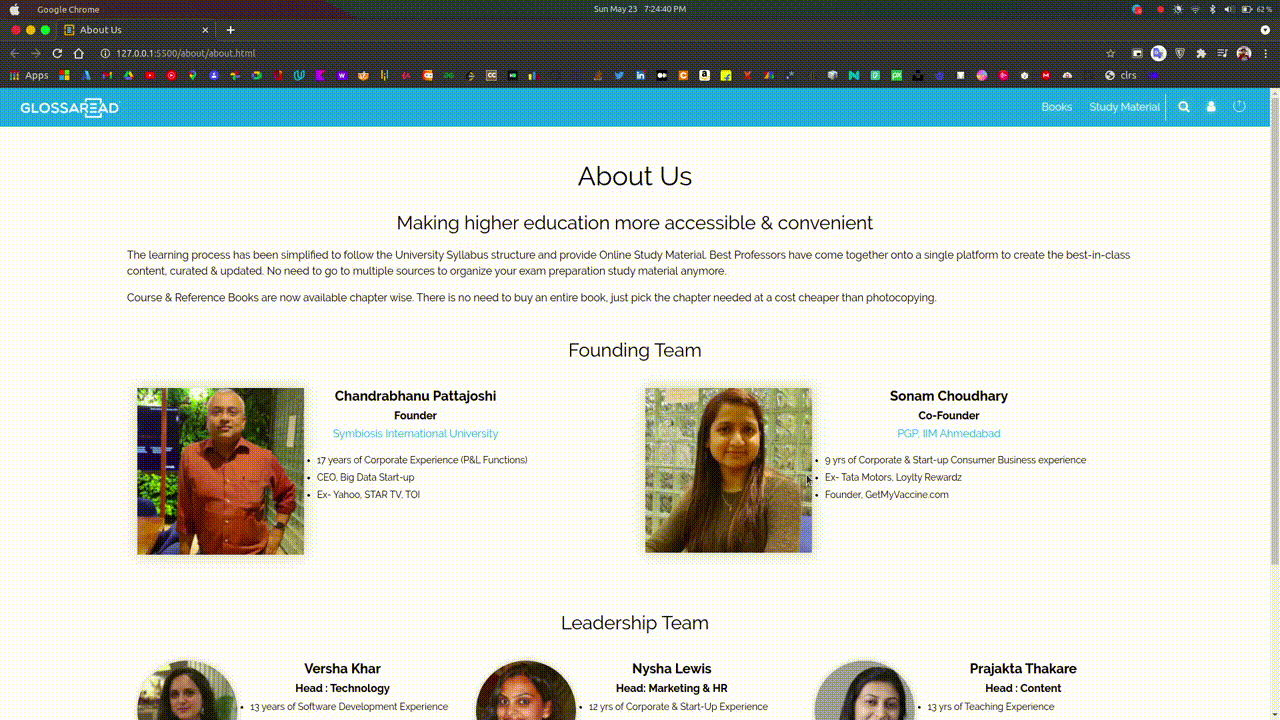 Google Chrome
Sun May 23 7:24:40 PM
62 %
About Us
127.0.0.1:5500/about/about.html
Apps
clrs
GLOSSAREAD
Books
Study Material
About Us
Making higher education more accessible & convenient
The learning process has been simplified to follow the University Syllabus structure and provide Online Study Material. Best Professors have come together onto a single platform to create the best-in-class
content, curated & updated. No need to go to multiple sources to organize your exam preparation study material anymore.
Course & Reference Books are now available chapter wise. There is no need to buy an entire book, just pick the chapter needed at a cost cheaper than photocopying.
Founding Team
Chandrabhanu Pattajoshi
Founder
Symbiosis International University
• 17 years of Corporate Experience (P&L Functions)
• CEO, Big Data Start-up
• Ex- Yahoo, STAR TV, TOI
Sonam Choudhary
Co-Founder
PGP, IIM Ahmedabad
• 9 yrs of Corporate & Start-up Consumer Business experience
• Ex- Tata Motors, Loylty Rewardz
• Founder, GetMyVaccine.com
Leadership Team
Versha Khar
Head : Technology
• 13 years of Software Development Experience
Nysha Lewis
Head: Marketing & HR
• 12 yrs of Corporate & Start-Up Experience
Prajakta Thakare
Head : Content
• 13 yrs of Teaching Experience